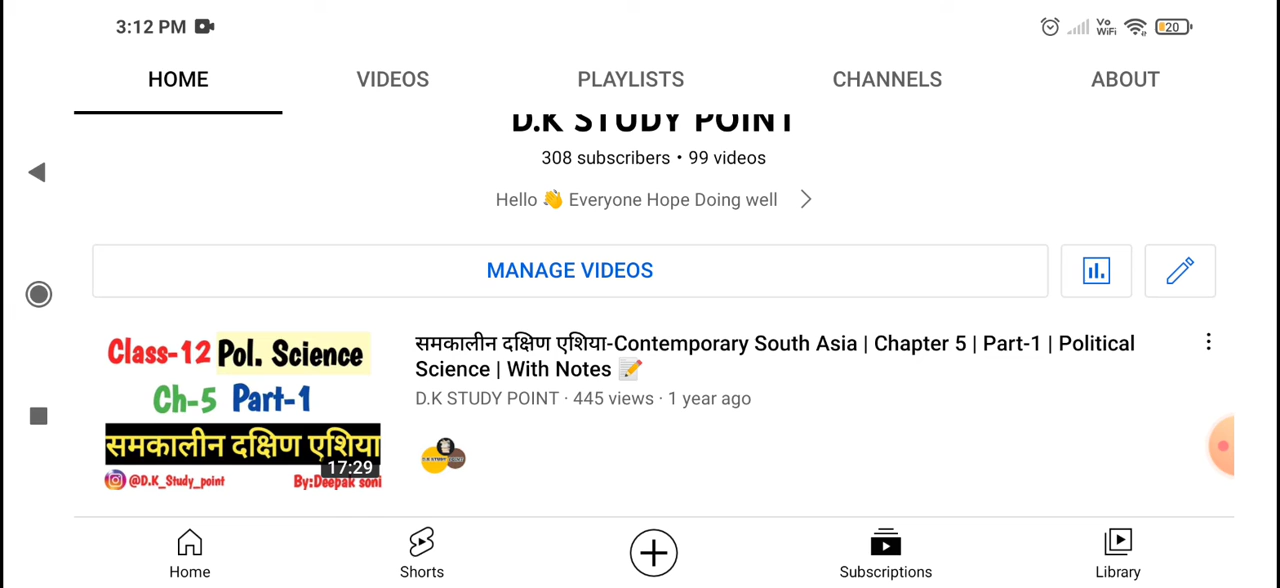 3:12 PM
Vo WiFi 20
HOME VIDEOS PLAYLISTS CHANNELS ABOUT
D.K STUDY POINT
308 subscribers • 99 videos
Hello 👋 Everyone Hope Doing well
MANAGE VIDEOS
Class-12 Pol. Science
Ch-5 Part-1
समकालीन दक्षिण एशिया
17:29
@D.K_Study_point By:Deepak soni
समकालीन दक्षिण एशिया-Contemporary South Asia | Chapter 5 | Part-1 | Political
Science | With Notes 📝
D.K STUDY POINT · 445 views · 1 year ago
Home Shorts Subscriptions Library